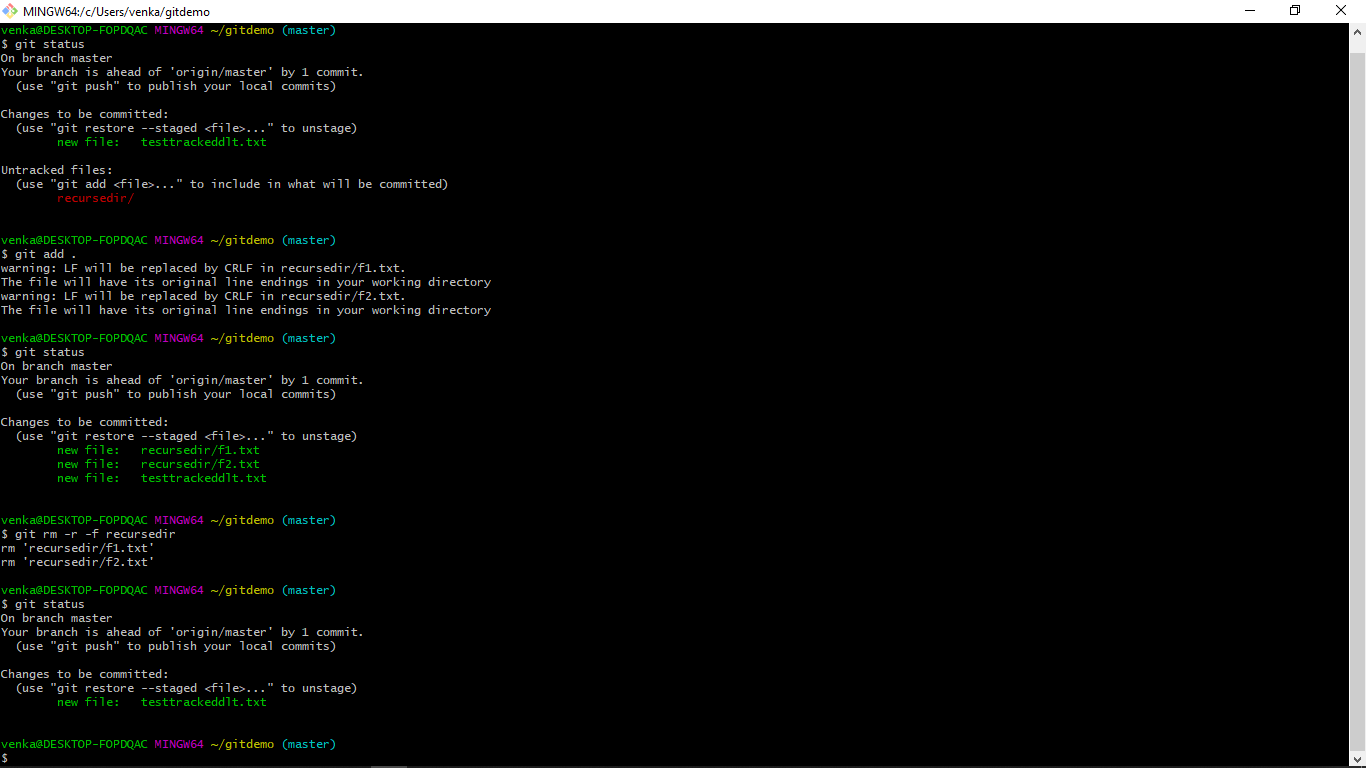 MINGW64:/c/Users/venka/gitdemo
venka@DESKTOP-FOPDQAC MINGW64 ~/gitdemo (master)
$ git status
On branch master
Your branch is ahead of 'origin/master' by 1 commit.
  (use "git push" to publish your local commits)

Changes to be committed:
  (use "git restore --staged <file>..." to unstage)
        new file:   testtrackeddlt.txt

Untracked files:
  (use "git add <file>..." to include in what will be committed)
        recursedir/

venka@DESKTOP-FOPDQAC MINGW64 ~/gitdemo (master)
$ git add .
warning: LF will be replaced by CRLF in recursedir/f1.txt.
The file will have its original line endings in your working directory
warning: LF will be replaced by CRLF in recursedir/f2.txt.
The file will have its original line endings in your working directory

venka@DESKTOP-FOPDQAC MINGW64 ~/gitdemo (master)
$ git status
On branch master
Your branch is ahead of 'origin/master' by 1 commit.
  (use "git push" to publish your local commits)

Changes to be committed:
  (use "git restore --staged <file>..." to unstage)
        new file:   recursedir/f1.txt
        new file:   recursedir/f2.txt
        new file:   testtrackeddlt.txt

venka@DESKTOP-FOPDQAC MINGW64 ~/gitdemo (master)
$ git rm -r -f recursedir
rm 'recursedir/f1.txt'
rm 'recursedir/f2.txt'

venka@DESKTOP-FOPDQAC MINGW64 ~/gitdemo (master)
$ git status
On branch master
Your branch is ahead of 'origin/master' by 1 commit.
  (use "git push" to publish your local commits)

Changes to be committed:
  (use "git restore --staged <file>..." to unstage)
        new file:   testtrackeddlt.txt

venka@DESKTOP-FOPDQAC MINGW64 ~/gitdemo (master)
$